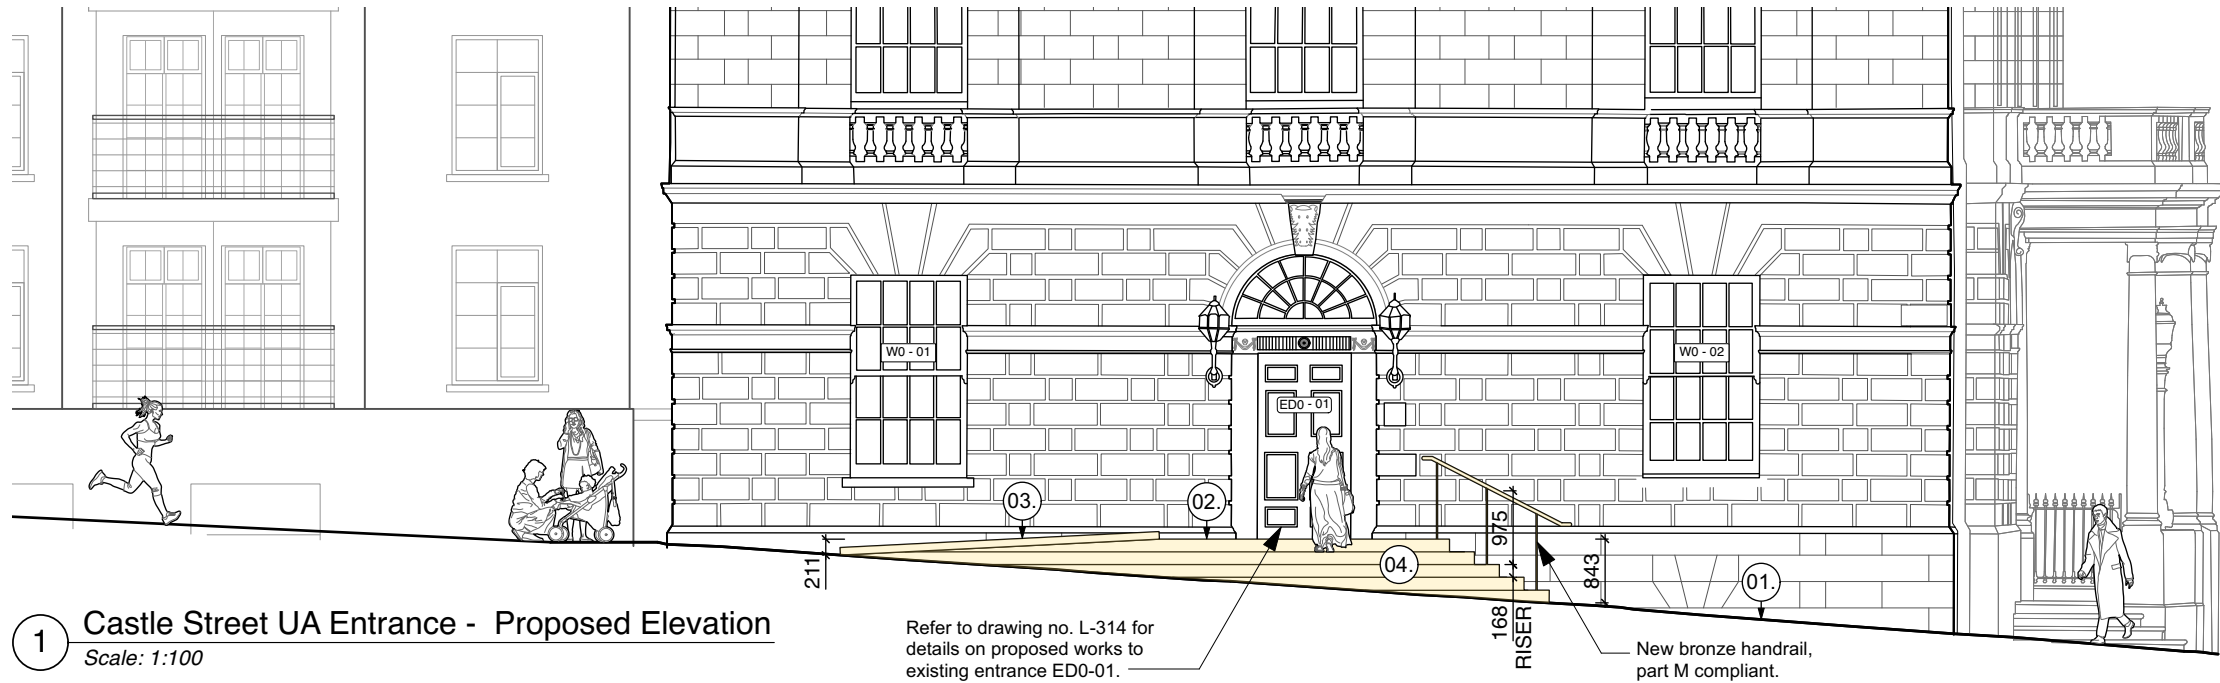 W0 - 01
W0 - 02
ED0 - 01
03.
02.
04.
01.
975
211
843
168
RISER
1
Castle Street UA Entrance - Proposed Elevation
Scale: 1:100
Refer to drawing no. L-314 for
details on proposed works to
existing entrance ED0-01.
New bronze handrail,
part M compliant.